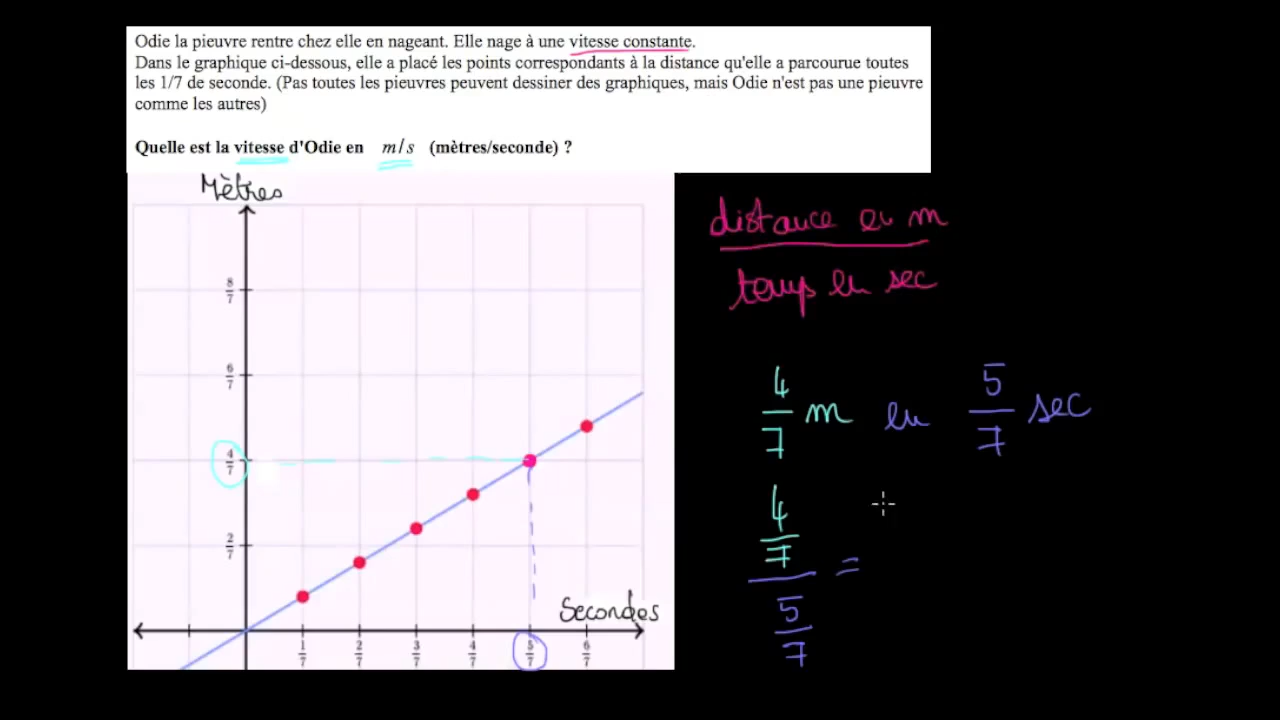 Odie la pieuvre rentre chez elle en nageant. Elle nage à une vitesse constante.
Dans le graphique ci-dessous, elle a placé les points correspondants à la distance qu'elle a parcourue toutes
les 1/7 de seconde. (Pas toutes les pieuvres peuvent dessiner des graphiques, mais Odie n'est pas une pieuvre
comme les autres)
Quelle est la vitesse d'Odie en m/s (mètres/seconde) ?
Mètres
8/7
6/7
4/7
2/7
Secondes
1/7 2/7 3/7 4/7 5/7 6/7
distance en m
temps en sec
4/7 m en 5/7 sec
4/7
=
5/7